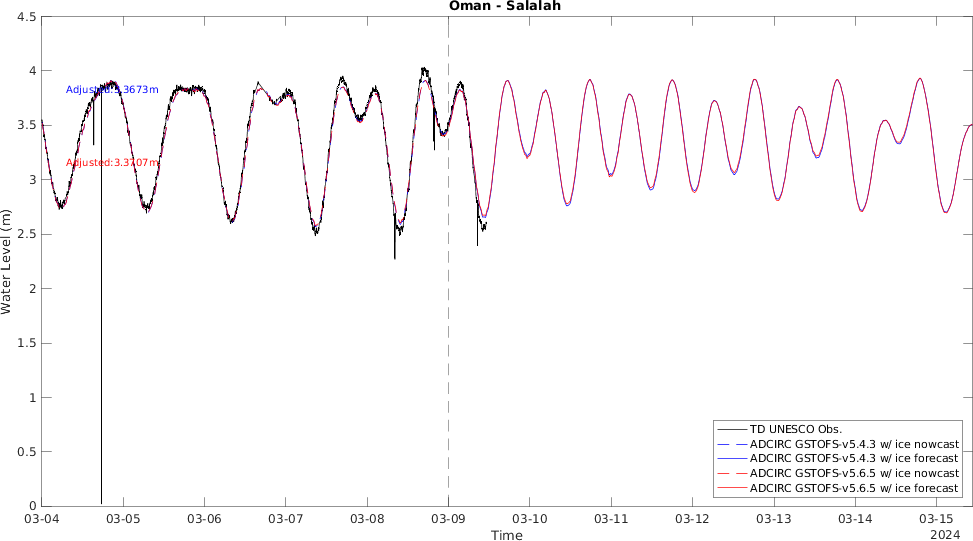 Oman - Salalah
4.5
4
3.5
3
2.5
2
1.5
1
0.5
0
Water Level (m)
Adjusted:3.3673m
Adjusted:3.3707m
TD UNESCO Obs.
ADCIRC GSTOFS-v5.4.3 w/ ice nowcast
ADCIRC GSTOFS-v5.4.3 w/ ice forecast
ADCIRC GSTOFS-v5.6.5 w/ ice nowcast
ADCIRC GSTOFS-v5.6.5 w/ ice forecast
03-04 03-05 03-06 03-07 03-08 03-09 03-10 03-11 03-12 03-13 03-14 03-15
Time
2024